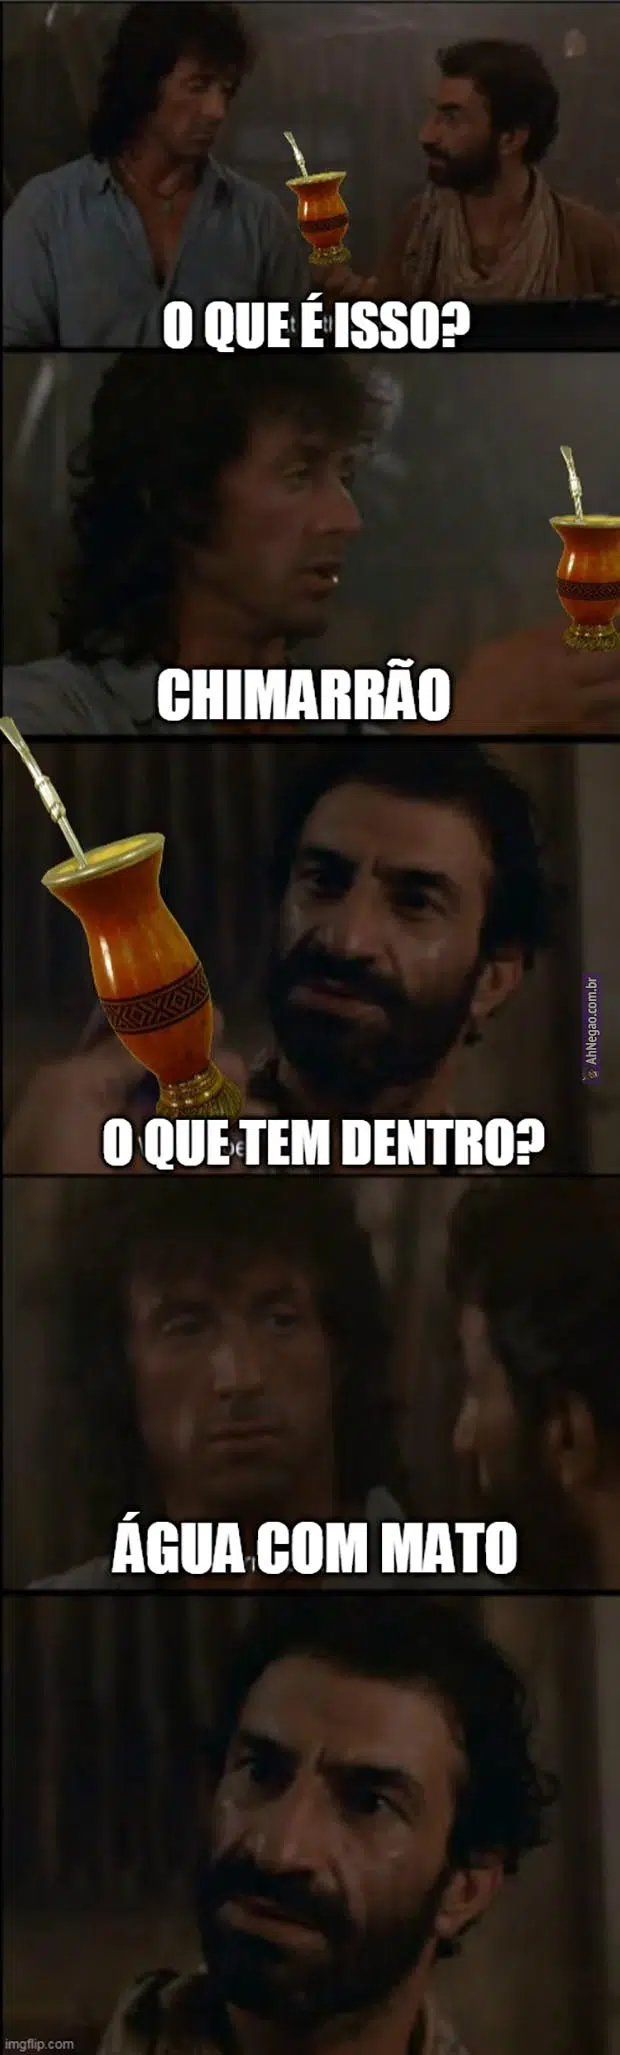 O QUE É ISSO?
CHIMARRÃO
AhNegao.com.br
O QUE TEM DENTRO?
ÁGUA COM MATO
imgflip.com